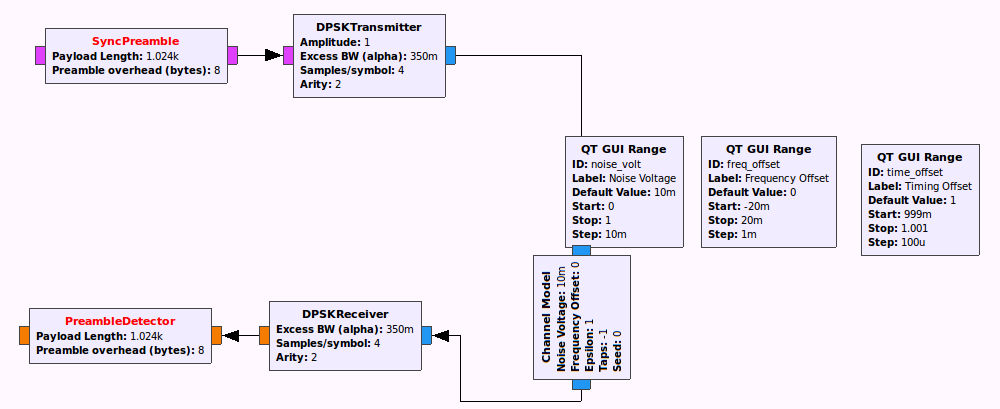 SyncPreamble
Payload Length: 1.024k
Preamble overhead (bytes): 8
DPSKTransmitter
Amplitude: 1
Excess BW (alpha): 350m
Samples/symbol: 4
Arity: 2
QT GUI Range
ID: noise_volt
Label: Noise Voltage
Default Value: 10m
Start: 0
Stop: 1
Step: 10m
QT GUI Range
ID: freq_offset
Label: Frequency Offset
Default Value: 0
Start: -20m
Stop: 20m
Step: 1m
QT GUI Range
ID: time_offset
Label: Timing Offset
Default Value: 1
Start: 999m
Stop: 1.001
Step: 100u
Channel Model
Noise Voltage: 10m
Frequency Offset: 0
Epsilon: 1
Taps: -1
Seed: 0
PreambleDetector
Payload Length: 1.024k
Preamble overhead (bytes): 8
DPSKReceiver
Excess BW (alpha): 350m
Samples/symbol: 4
Arity: 2